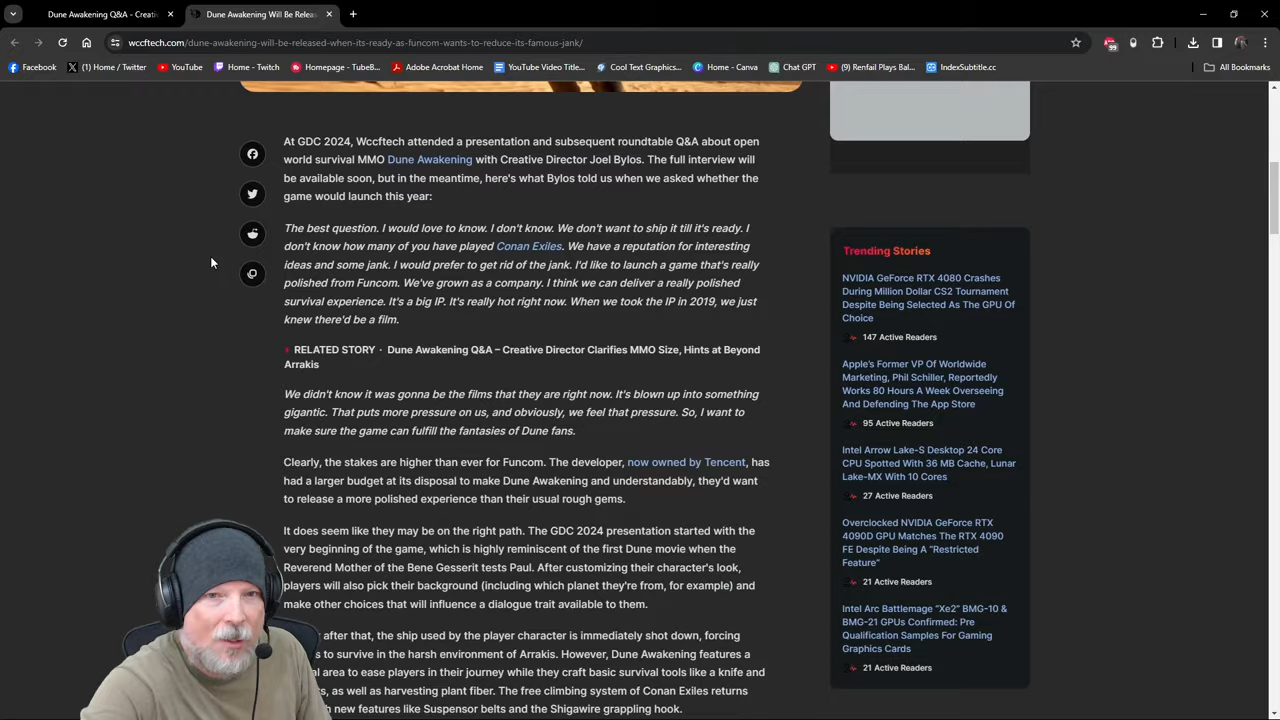 Dune Awakening Q&A - Creati
Dune Awakening Will Be Relea
wccftech.com/dune-awakening-will-be-released-when-its-ready-as-funcom-wants-to-reduce-its-famous-jank/
99
Facebook
(1) Home / Twitter
YouTube
Home - Twitch
Homepage - TubeB...
Adobe Acrobat Home
YouTube Video Title...
Cool Text Graphics...
Home - Canva
Chat GPT
(9) Renfail Plays Bal...
IndexSubtitle.cc
All Bookmarks
At GDC 2024, Wccftech attended a presentation and subsequent roundtable Q&A about open
world survival MMO Dune Awakening with Creative Director Joel Bylos. The full interview will
be available soon, but in the meantime, here's what Bylos told us when we asked whether the
game would launch this year:
The best question. I would love to know. I don't know. We don't want to ship it till it's ready. I
don't know how many of you have played Conan Exiles. We have a reputation for interesting
ideas and some jank. I would prefer to get rid of the jank. I'd like to launch a game that's really
polished from Funcom. We've grown as a company. I think we can deliver a really polished
survival experience. It's a big IP. It's really hot right now. When we took the IP in 2019, we just
knew there'd be a film.
RELATED STORY · Dune Awakening Q&A – Creative Director Clarifies MMO Size, Hints at Beyond
Arrakis
We didn't know it was gonna be the films that they are right now. It's blown up into something
gigantic. That puts more pressure on us, and obviously, we feel that pressure. So, I want to
make sure the game can fulfill the fantasies of Dune fans.
Clearly, the stakes are higher than ever for Funcom. The developer, now owned by Tencent, has
had a larger budget at its disposal to make Dune Awakening and understandably, they'd want
to release a more polished experience than their usual rough gems.
It does seem like they may be on the right path. The GDC 2024 presentation started with the
very beginning of the game, which is highly reminiscent of the first Dune movie when the
Reverend Mother of the Bene Gesserit tests Paul. After customizing their character's look,
players will also pick their background (including which planet they're from, for example) and
make other choices that will influence a dialogue trait available to them.
after that, the ship used by the player character is immediately shot down, forcing
to survive in the harsh environment of Arrakis. However, Dune Awakening features a
area to ease players in their journey while they craft basic survival tools like a knife and
as well as harvesting plant fiber. The free climbing system of Conan Exiles returns
new features like Suspensor belts and the Shigawire grappling hook.
Trending Stories
NVIDIA GeForce RTX 4080 Crashes
During Million Dollar CS2 Tournament
Despite Being Selected As The GPU Of
Choice
147 Active Readers
Apple's Former VP Of Worldwide
Marketing, Phil Schiller, Reportedly
Works 80 Hours A Week Overseeing
And Defending The App Store
95 Active Readers
Intel Arrow Lake-S Desktop 24 Core
CPU Spotted With 36 MB Cache, Lunar
Lake-MX With 10 Cores
27 Active Readers
Overclocked NVIDIA GeForce RTX
4090D GPU Matches The RTX 4090
FE Despite Being A "Restricted
Feature"
21 Active Readers
Intel Arc Battlemage "Xe2" BMG-10 &
BMG-21 GPUs Confirmed: Pre
Qualification Samples For Gaming
Graphics Cards
21 Active Readers